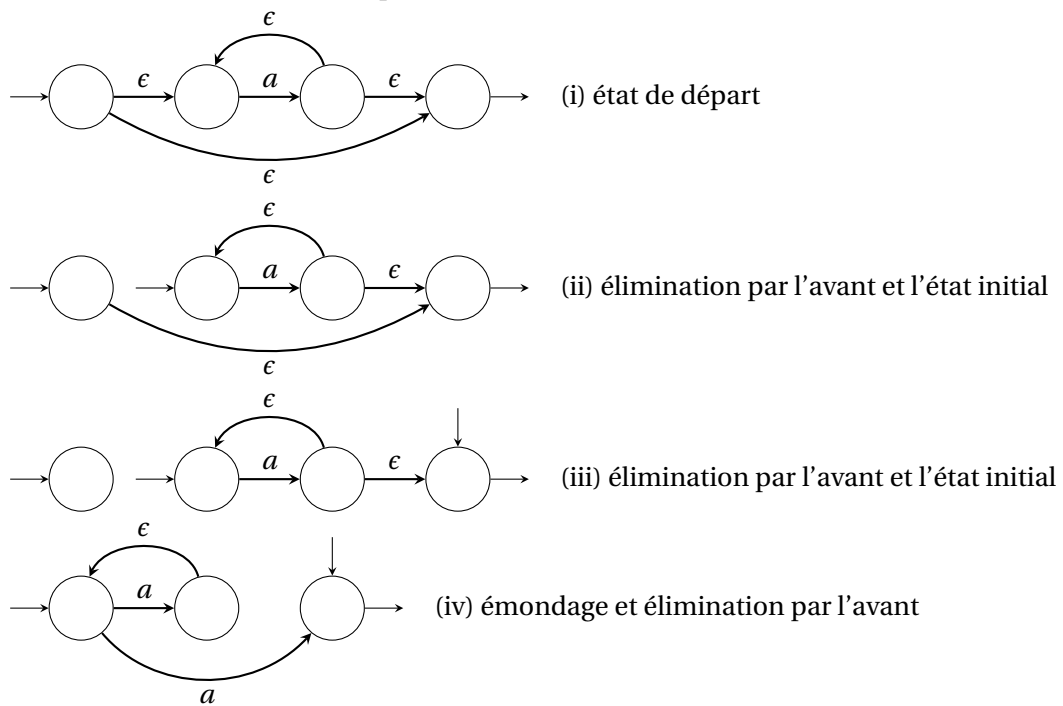 ϵ
ϵ a ϵ (i) état de départ
ϵ
ϵ
a ϵ (ii) élimination par l'avant et l'état initial
ϵ
ϵ
a ϵ (iii) élimination par l'avant et l'état initial
ϵ
a (iv) émondage et élimination par l'avant
a